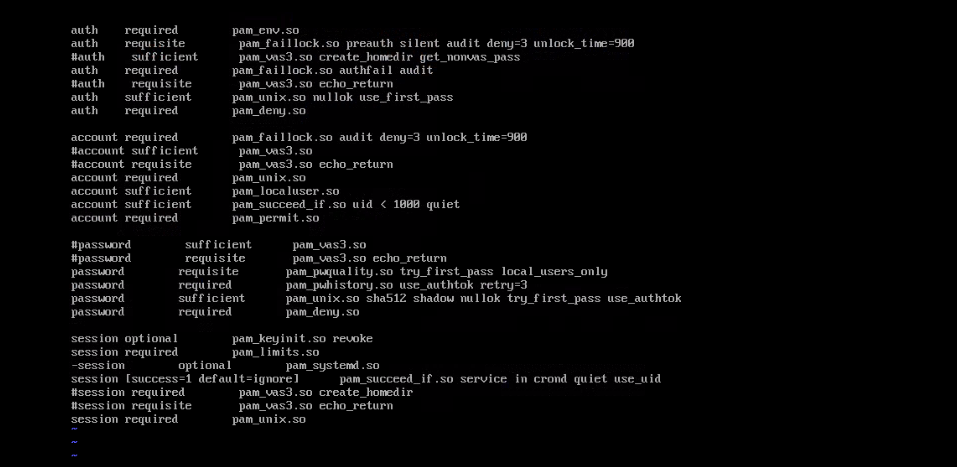 auth required pam_env.so
auth requisite pam_faillock.so preauth silent audit deny=3 unlock_time=900
#auth sufficient pam_vas3.so create_homedir get_nonvas_pass
auth required pam_faillock.so authfail audit
#auth requisite pam_vas3.so echo_return
auth sufficient pam_unix.so nullok use_first_pass
auth required pam_deny.so
account required pam_faillock.so audit deny=3 unlock_time=900
#account sufficient pam_vas3.so
#account requisite pam_vas3.so echo_return
account required pam_unix.so
account sufficient pam_localuser.so
account sufficient pam_succeed_if.so uid < 1000 quiet
account required pam_permit.so
#password sufficient pam_vas3.so
#password requisite pam_vas3.so echo_return
password requisite pam_pwquality.so try_first_pass local_users_only
password required pam_pwhistory.so use_authtok retry=3
password sufficient pam_unix.so sha512 shadow nullok try_first_pass use_authtok
password required pam_deny.so
session optional pam_keyinit.so revoke
session required pam_limits.so
-session optional pam_systemd.so
session [success=1 default=ignore] pam_succeed_if.so service in crond quiet use_uid
#session required pam_vas3.so create_homedir
#session requisite pam_vas3.so echo_return
session required pam_unix.so
~
~
~